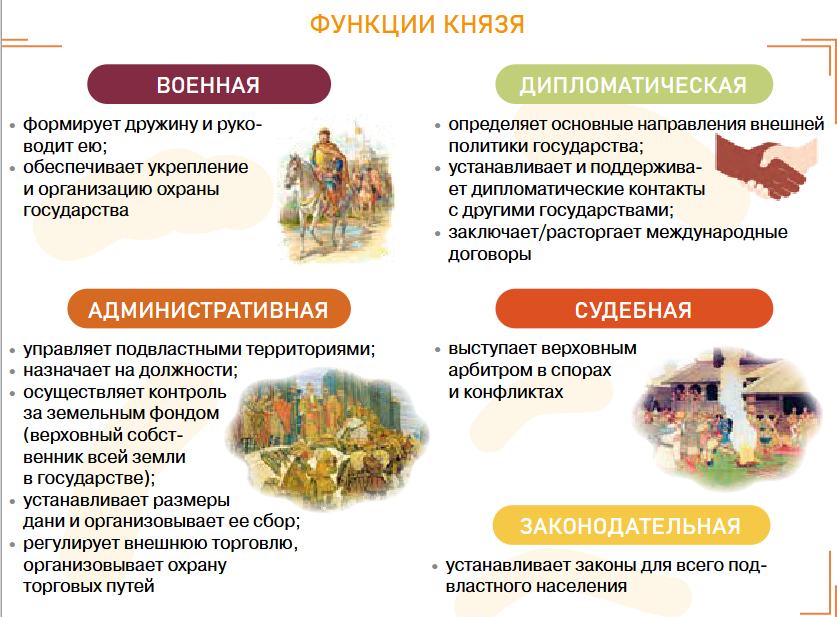 ФУНКЦИИ КНЯЗЯ
ВОЕННАЯ
• формирует дружину и руко-
водит ею;
• обеспечивает укрепление
и организацию охраны
государства
ДИПЛОМАТИЧЕСКАЯ
• определяет основные направления внешней
политики государства;
• устанавливает и поддержива-
ет дипломатические контакты
с другими государствами;
• заключает/расторгает международные
договоры
АДМИНИСТРАТИВНАЯ
• управляет подвластными территориями;
• назначает на должности;
• осуществляет контроль
за земельным фондом
(верховный собст-
венник всей земли
в государстве);
• устанавливает размеры
дани и организовывает ее сбор;
• регулирует внешнюю торговлю,
организовывает охрану
торговых путей
СУДЕБНАЯ
• выступает верховным
арбитром в спорах
и конфликтах
ЗАКОНОДАТЕЛЬНАЯ
• устанавливает законы для всего под-
властного населения